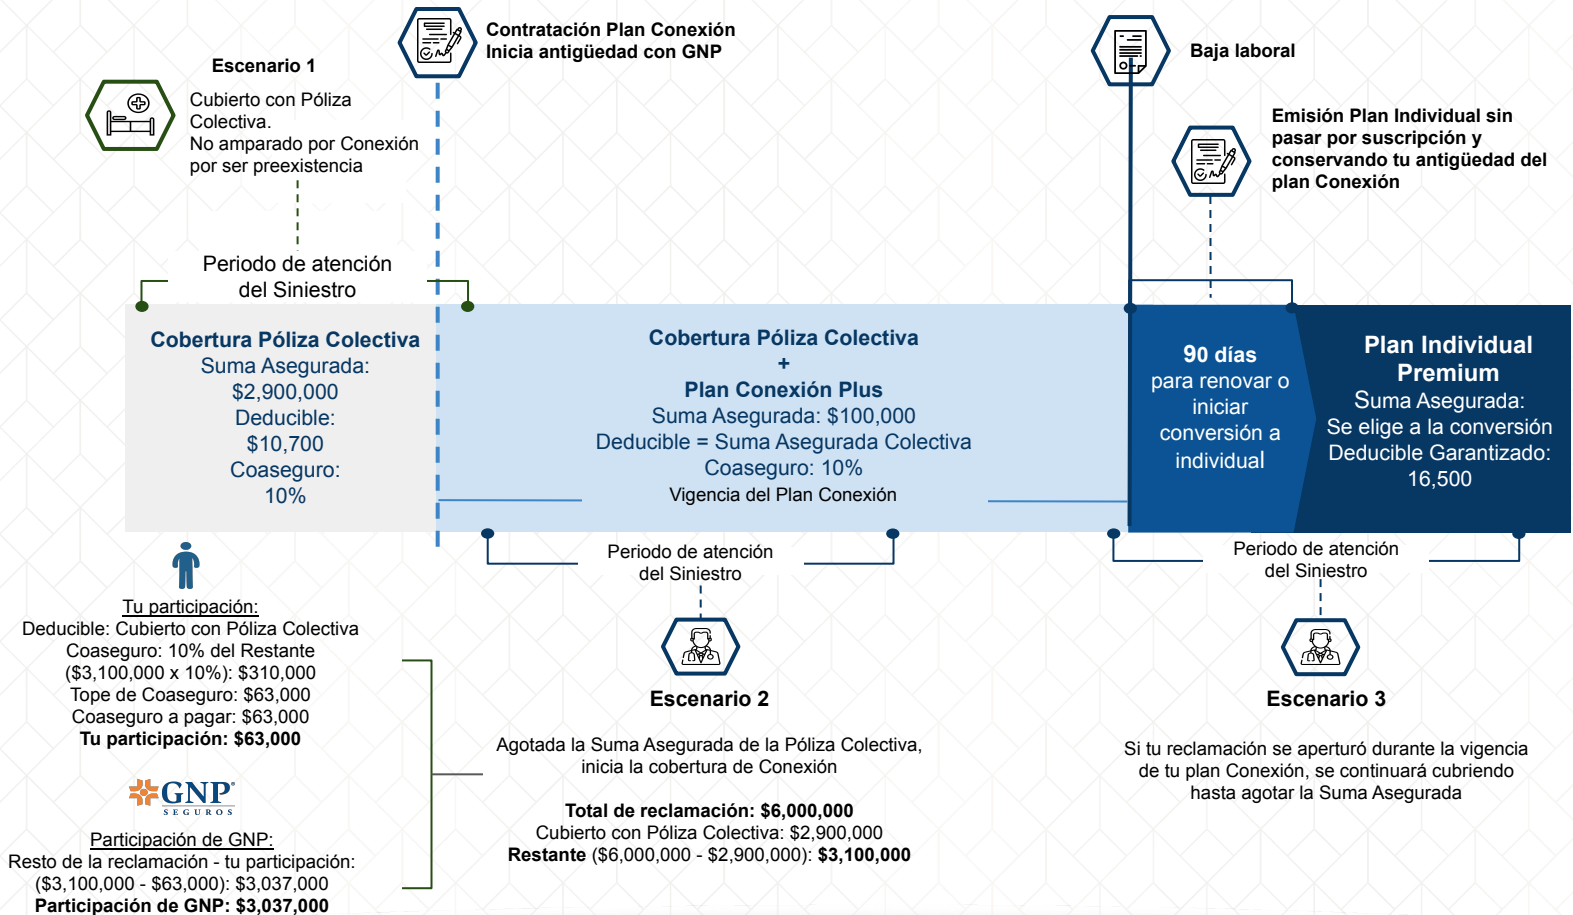 Contratación Plan Conexión
Inicia antigüedad con GNP
Baja laboral
Escenario 1
Cubierto con Póliza
Colectiva.
No amparado por Conexión
por ser preexistencia
Emisión Plan Individual sin
pasar por suscripción y
conservando tu antigüedad del
plan Conexión
Periodo de atención
del Siniestro
Cobertura Póliza Colectiva
Suma Asegurada:
$2,900,000
Deducible:
$10,700
Coaseguro:
10%
Cobertura Póliza Colectiva
+
Plan Conexión Plus
Suma Asegurada: $100,000
Deducible = Suma Asegurada Colectiva
Coaseguro: 10%
Vigencia del Plan Conexión
90 días
para renovar o
iniciar
conversión a
individual
Plan Individual
Premium
Suma Asegurada:
Se elige a la conversión
Deducible Garantizado:
16,500
Tu participación:
Deducible: Cubierto con Póliza Colectiva
Coaseguro: 10% del Restante
($3,100,000 x 10%): $310,000
Tope de Coaseguro: $63,000
Coaseguro a pagar: $63,000
Tu participación: $63,000
GNP
SEGUROS
Participación de GNP:
Resto de la reclamación - tu participación:
($3,100,000 - $63,000): $3,037,000
Participación de GNP: $3,037,000
Periodo de atención
del Siniestro
Escenario 2
Agotada la Suma Asegurada de la Póliza Colectiva,
inicia la cobertura de Conexión
Total de reclamación: $6,000,000
Cubierto con Póliza Colectiva: $2,900,000
Restante ($6,000,000 - $2,900,000): $3,100,000
Periodo de atención
del Siniestro
Escenario 3
Si tu reclamación se aperturó durante la vigencia
de tu plan Conexión, se continuará cubriendo
hasta agotar la Suma Asegurada